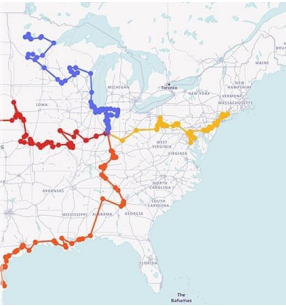 MAINE
Toronto
MICHIGAN
NEW
HAMPSHIRE
VERMONT
NEW YORK
MASSACHUSETTS
IOWA
WEST
VIRGINIA
VIRGINIA
NORTH
CAROLINA
ARKANSAS
SOUTH
CAROLINA
MISSISSIPPI
ALABAMA
GEORGIA
FLORIDA
The
Bahamas